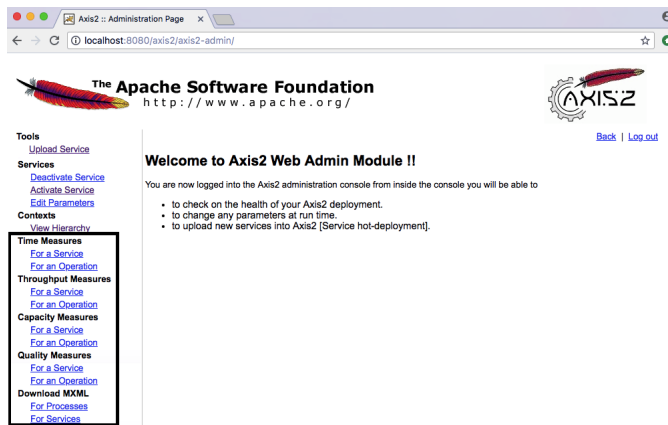 Axis2 :: Administration Page
localhost:8080/axis2/axis2-admin/
The Apache Software Foundation
http://www.apache.org/
AXIS2
Back | Log out
Tools
Upload Service
Services
Deactivate Service
Activate Service
Edit Parameters
Contexts
View Hierarchy
Time Measures
For a Service
For an Operation
Throughput Measures
For a Service
For an Operation
Capacity Measures
For a Service
For an Operation
Quality Measures
For a Service
For an Operation
Download MXML
For Processes
For Services
Welcome to Axis2 Web Admin Module !!
You are now logged into the Axis2 administration console from inside the console you will be able to
• to check on the health of your Axis2 deployment.
• to change any parameters at run time.
• to upload new services into Axis2 [Service hot-deployment].